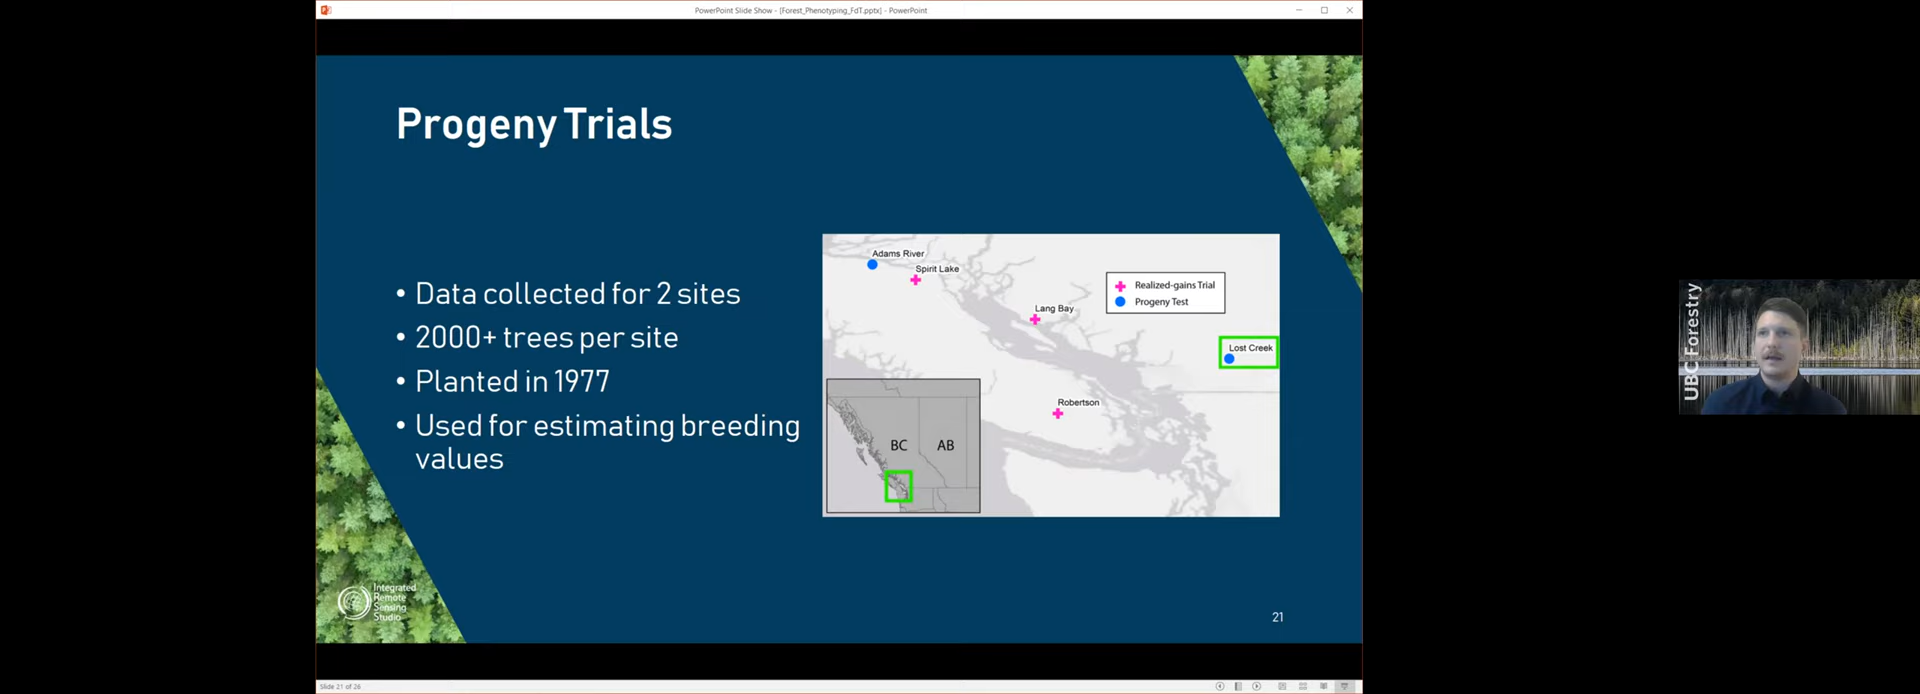 PowerPoint Slide Show - [Forest_Phenotyping_FdT.pptx] - PowerPoint
Progeny Trials
• Data collected for 2 sites
• 2000+ trees per site
• Planted in 1977
• Used for estimating breeding
values
Adams River
Spirit Lake
Lang Bay
Realized-gains Trial
Progeny Test
Lost Creek
Robertson
BC
AB
Integrated
Remote
Sensing
Studio
21
Slide 21 of 26
UBC Forestry